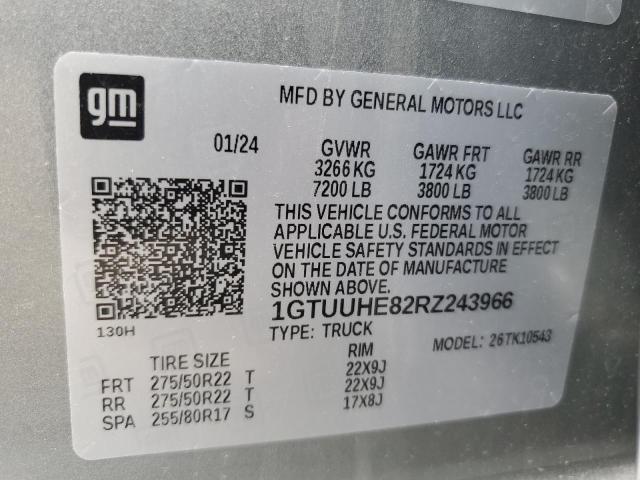 gm
MFD BY GENERAL MOTORS LLC
01/24
GVWR GAWR FRT GAWR RR
3266 KG 1724 KG 1724 KG
7200 LB 3800 LB 3800 LB
THIS VEHICLE CONFORMS TO ALL
APPLICABLE U.S. FEDERAL MOTOR
VEHICLE SAFETY STANDARDS IN EFFECT
ON THE DATE OF MANUFACTURE
SHOWN ABOVE.
1GTUUHE82RZ243966
130H
TYPE: TRUCK MODEL: 26TK10543
TIRE SIZE RIM
FRT 275/50R22 T 22X9J
RR 275/50R22 T 22X9J
SPA 255/80R17 S 17X8J